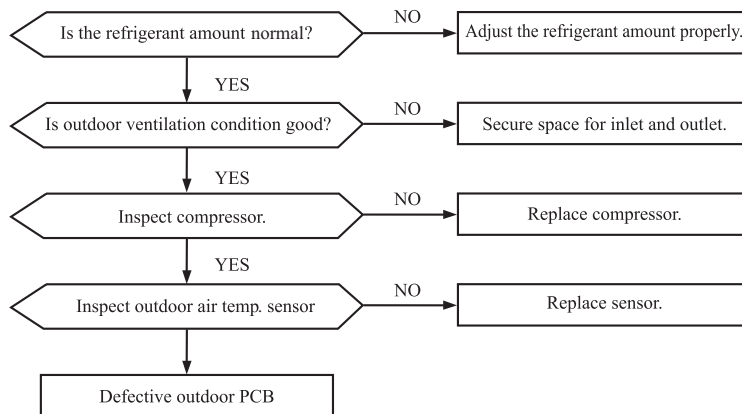 Is the refrigerant amount normal?
NO
Adjust the refrigerant amount properly.
YES
Is outdoor ventilation condition good?
NO
Secure space for inlet and outlet.
YES
Inspect compressor.
NO
Replace compressor.
YES
Inspect outdoor air temp. sensor
NO
Replace sensor.
Defective outdoor PCB